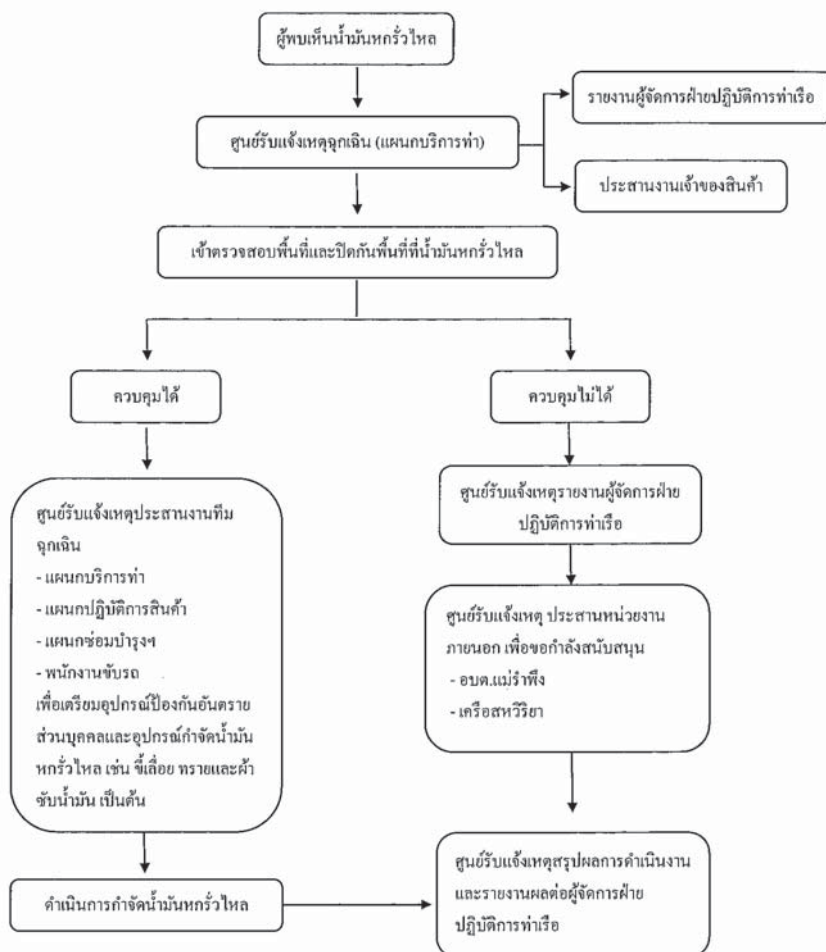 ผู้พบเห็นน้ำมันหกรั่วไหล
ศูนย์รับแจ้งเหตุฉุกเฉิน (แผนกบริการท่า)
รายงานผู้จัดการฝ่ายปฏิบัติการท่าเรือ
ประสานงานเจ้าของสินค้า
เข้าตรวจสอบพื้นที่และปิดกันพื้นที่ที่น้ำมันหกรั่วไหล
ควบคุมได้
ศูนย์รับแจ้งเหตุประสานงานทีม
ฉุกเฉิน
- แผนกบริการท่า
- แผนกปฏิบัติการสินค้า
- แผนกซ่อมบำรุงฯ
- พนักงานขับรถ
เพื่อเตรียมอุปกรณ์ป้องกันอันตราย
ส่วนบุคคลและอุปกรณ์กำจัดน้ำมัน
หกรั่วไหล เช่น ขี้เลื่อย ทรายและผ้า
ซับน้ำมัน เป็นต้น
ดำเนินการกำจัดน้ำมันหกรั่วไหล
ควบคุมไม่ได้
ศูนย์รับแจ้งเหตุรายงานผู้จัดการฝ่าย
ปฏิบัติการท่าเรือ
ศูนย์รับแจ้งเหตุ ประสานหน่วยงาน
ภายนอก เพื่อขอกำลังสนับสนุน
- อบต.แม่รำพึง
- เครือสหวิริยา
ศูนย์รับแจ้งเหตุสรุปผลการดำเนินงาน
และรายงานผลต่อผู้จัดการฝ่าย
ปฏิบัติการท่าเรือ